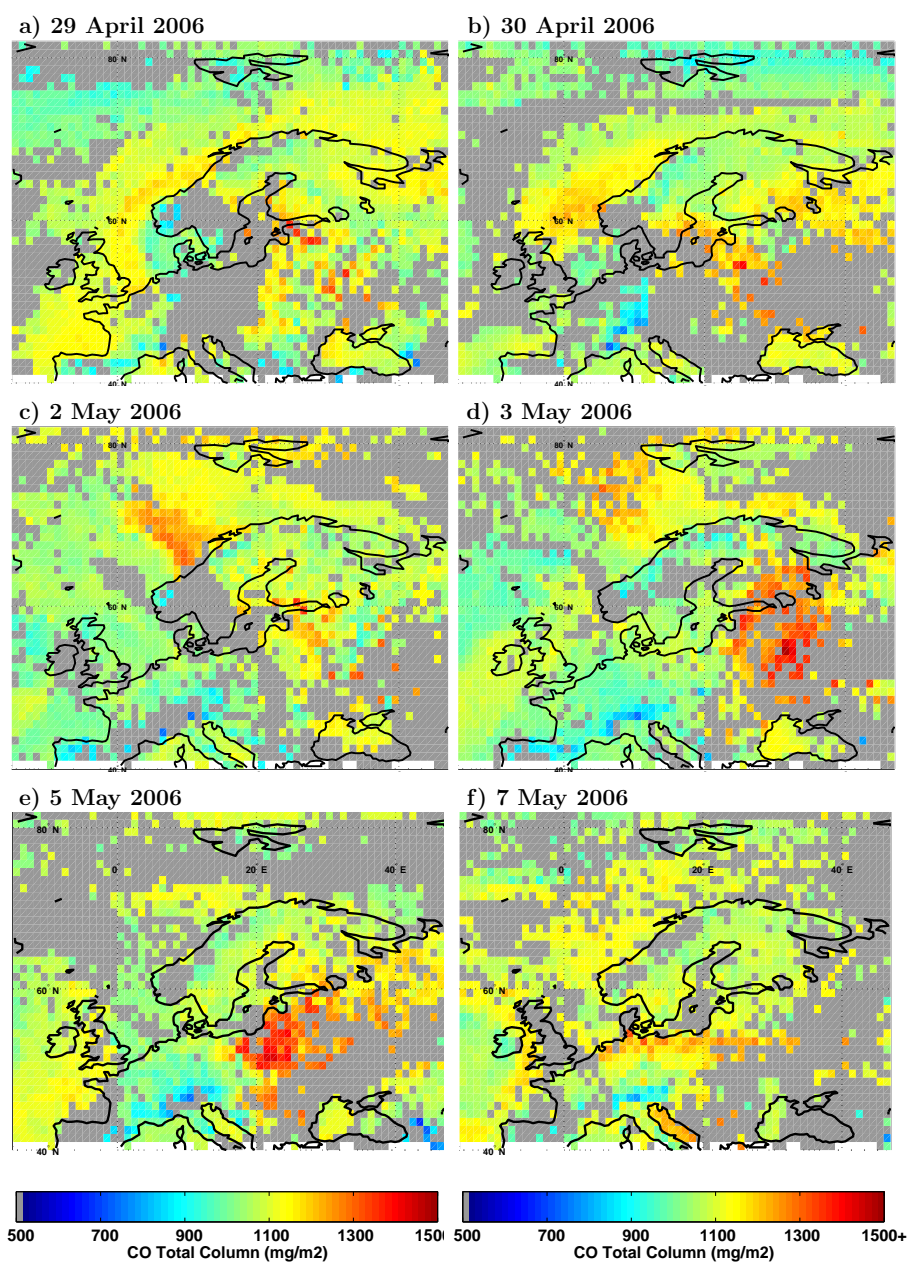 a) 29 April 2006
b) 30 April 2006
80 N
80 N
60 N
60 N
40 N
40 N
c) 2 May 2006
d) 3 May 2006
80 N
80 N
60 N
60 N
40 N
40 N
e) 5 May 2006
f) 7 May 2006
80 N
80 N
0 20 E 40 E
0 20 E 40 E
60 N
60 N
40 N
40 N
500 700 900 1100 1300 1500
500 700 900 1100 1300 1500+
CO Total Column (mg/m2)
CO Total Column (mg/m2)